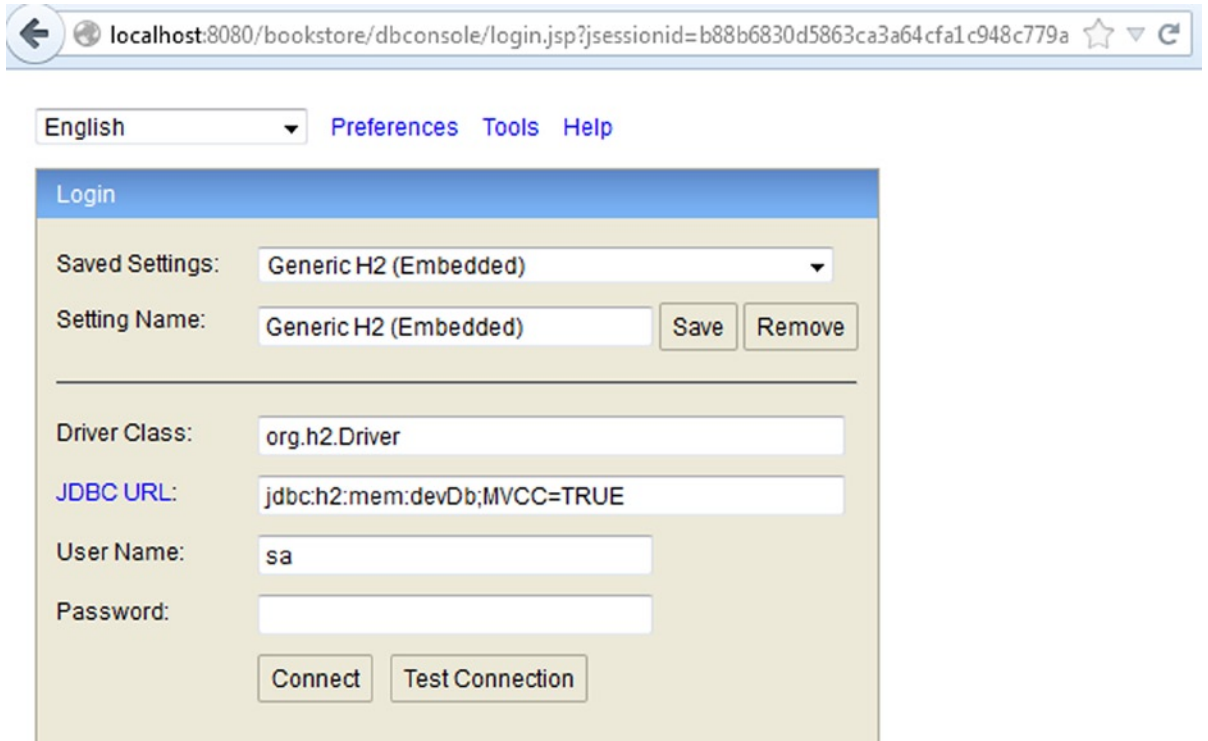 localhost:8080/bookstore/dbconsole/login.jsp?jsessionid=b88b6830d5863ca3a64cfa1c948c779a
English Preferences Tools Help
Login
Saved Settings: Generic H2 (Embedded)
Setting Name: Generic H2 (Embedded) Save Remove
Driver Class: org.h2.Driver
JDBC URL: jdbc:h2:mem:devDb;MVCC=TRUE
User Name: sa
Password:
Connect Test Connection